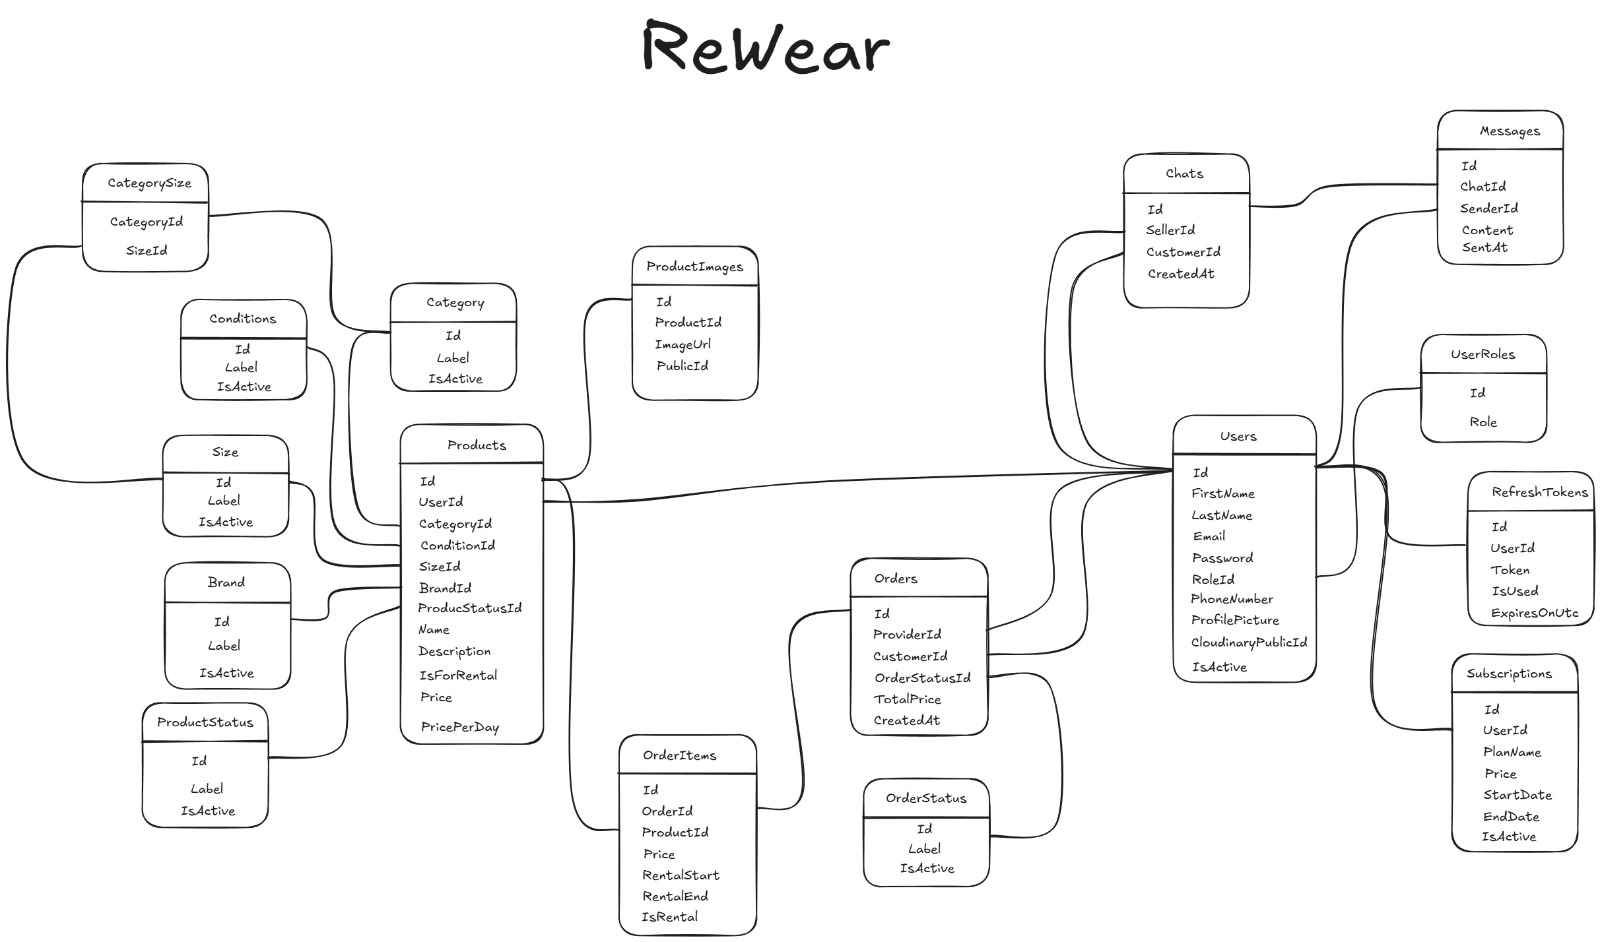 ReWear
CategorySize
CategoryId
SizeId
Conditions
Id
Label
IsActive
Size
Id
Label
IsActive
Brand
Id
Label
IsActive
ProductStatus
Id
Label
IsActive
Category
Id
Label
IsActive
Products
Id
UserId
CategoryId
ConditionId
SizeId
BrandId
ProducStatusId
Name
Description
IsForRental
Price
PricePerDay
ProductImages
Id
ProductId
ImageUrl
PublicId
OrderItems
Id
OrderId
ProductId
Price
RentalStart
RentalEnd
IsRental
Orders
Id
ProviderId
CustomerId
OrderStatusId
TotalPrice
CreatedAt
OrderStatus
Id
Label
IsActive
Chats
Id
SellerId
CustomerId
CreatedAt
Users
Id
FirstName
LastName
Email
Password
RoleId
PhoneNumber
ProfilePicture
CloudinaryPublicId
IsActive
Messages
Id
ChatId
SenderId
Content
SentAt
UserRoles
Id
Role
RefreshTokens
Id
UserId
Token
IsUsed
ExpiresOnUtc
Subscriptions
Id
UserId
PlanName
Price
StartDate
EndDate
IsActive